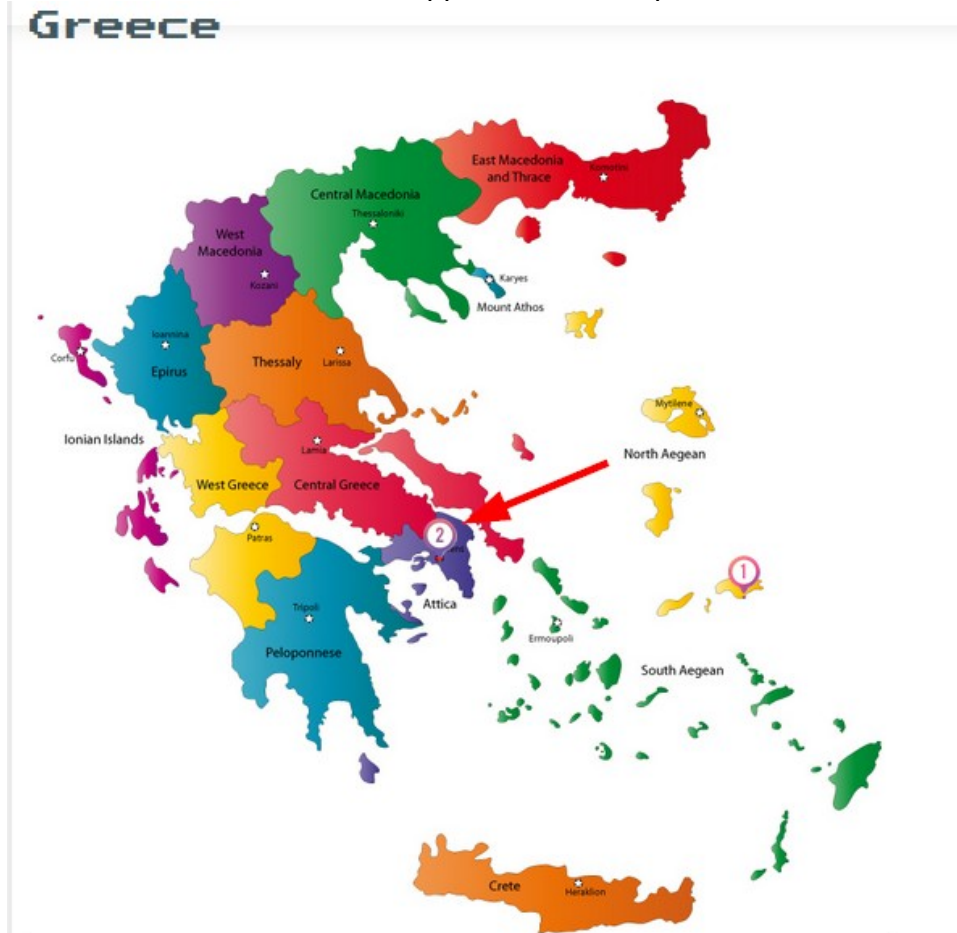 Greece
East Macedonia
and Thrace
Komotini
Central Macedonia
Thessaloniki
West
Macedonia
Kozani
Karyes
Mount Athos
Ioannina
Corfu
Epirus
Thessaly
Larissa
Mytilene
Ionian Islands
Lamia
North Aegean
West Greece
Central Greece
2
Patras
1
Attica
Tripoli
Ermoupoli
Peloponnese
South Aegean
Crete
Heraklion